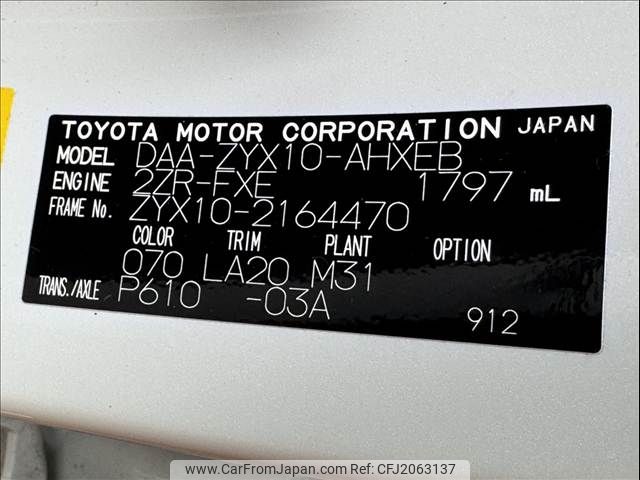 TOYOTA MOTOR CORPORATION JAPAN
MODEL DAA-ZYX10-AHXEB
ENGINE 2ZR-FXE 1797 mL
FRAME No. ZYX10-2164470
COLOR TRIM PLANT OPTION
070 LA20 M31
TRANS./AXLE P610 -03A
912
www.CarFromJapan.com | Ref No: CFJ2063137